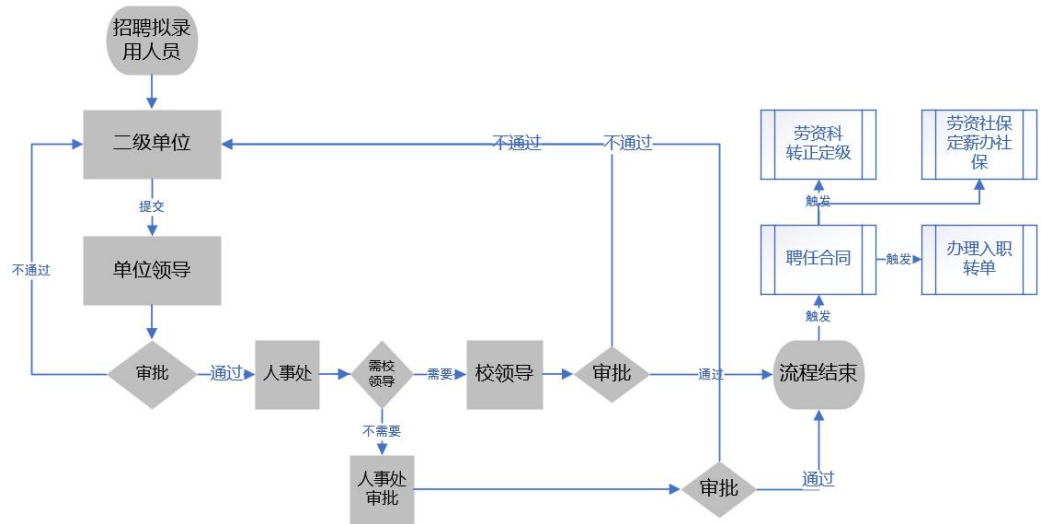 招聘拟录
用人员
二级单位
不通过
不通过
劳资科
转正定级
劳资社保
定薪办社
保
提交
触发
单位领导
不通过
聘任合同
触发
办理入职
转单
触发
审批
通过
人事处
需校
领导
需要
校领导
审批
通过
流程结束
不需要
人事处
审批
审批
通过